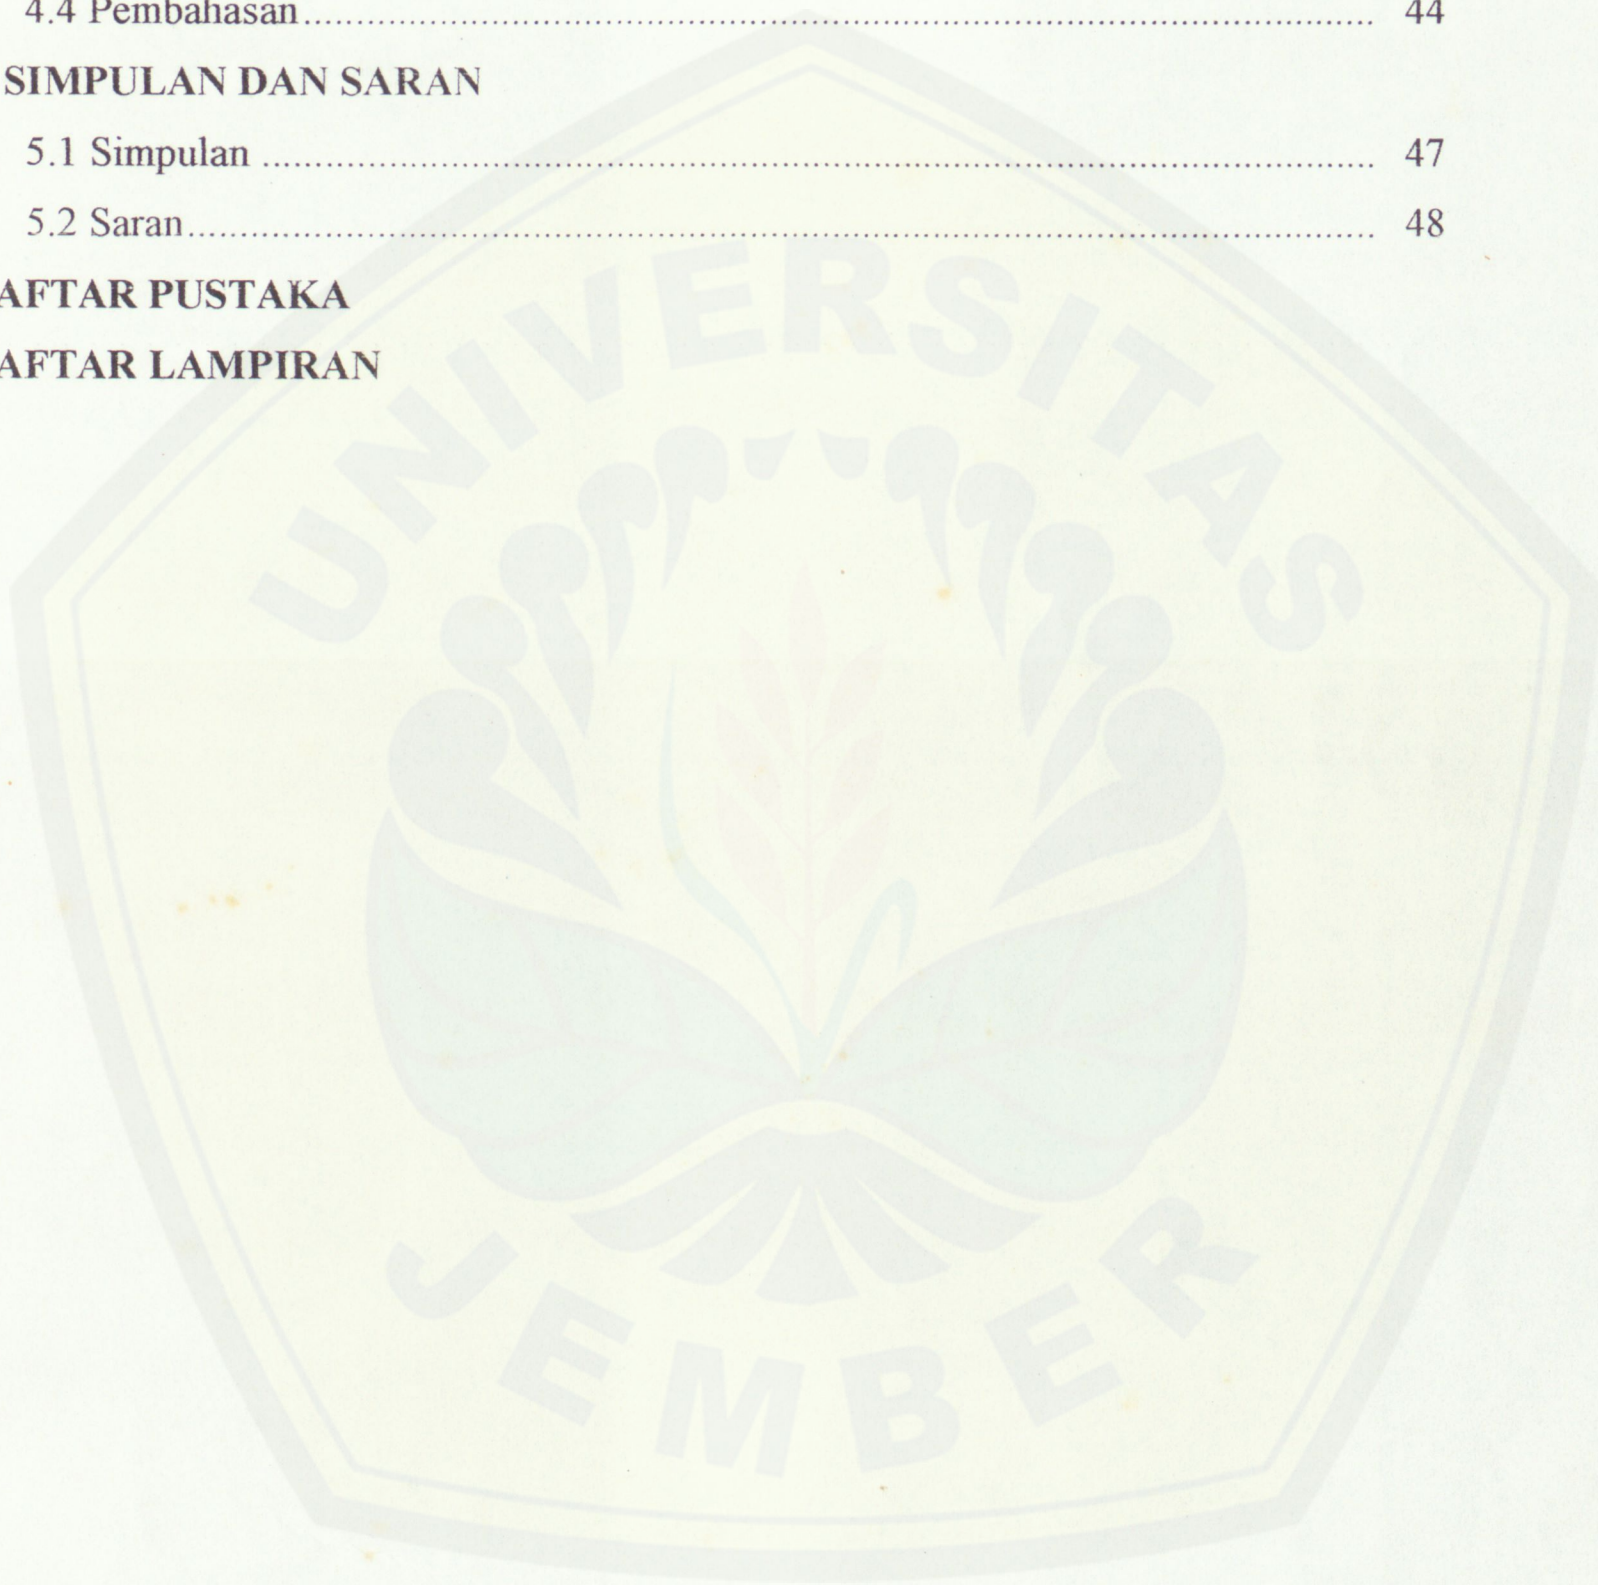 4.4 Pembahasan........................................ 44
SIMPULAN DAN SARAN
5.1 Simpulan ........................................ 47
5.2 Saran........................................ 48
AFTAR PUSTAKA
AFTAR LAMPIRAN
UNIVERSITAS
JEMBER